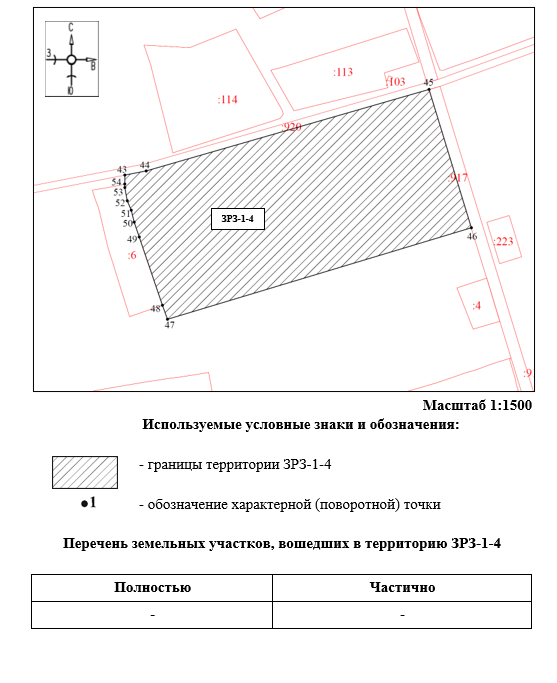 С
З
В
Ю
:113
:103
45
:114
:920
44
43
54
53
52
51
50
49
:917
ЗРЗ-1-4
46
:223
:6
48
47
:4
:9
Масштаб 1:1500
Используемые условные знаки и обозначения:
- границы территории ЗРЗ-1-4
●1 - обозначение характерной (поворотной) точки
Перечень земельных участков, вошедших в территорию ЗРЗ-1-4
Полностью Частично
- -